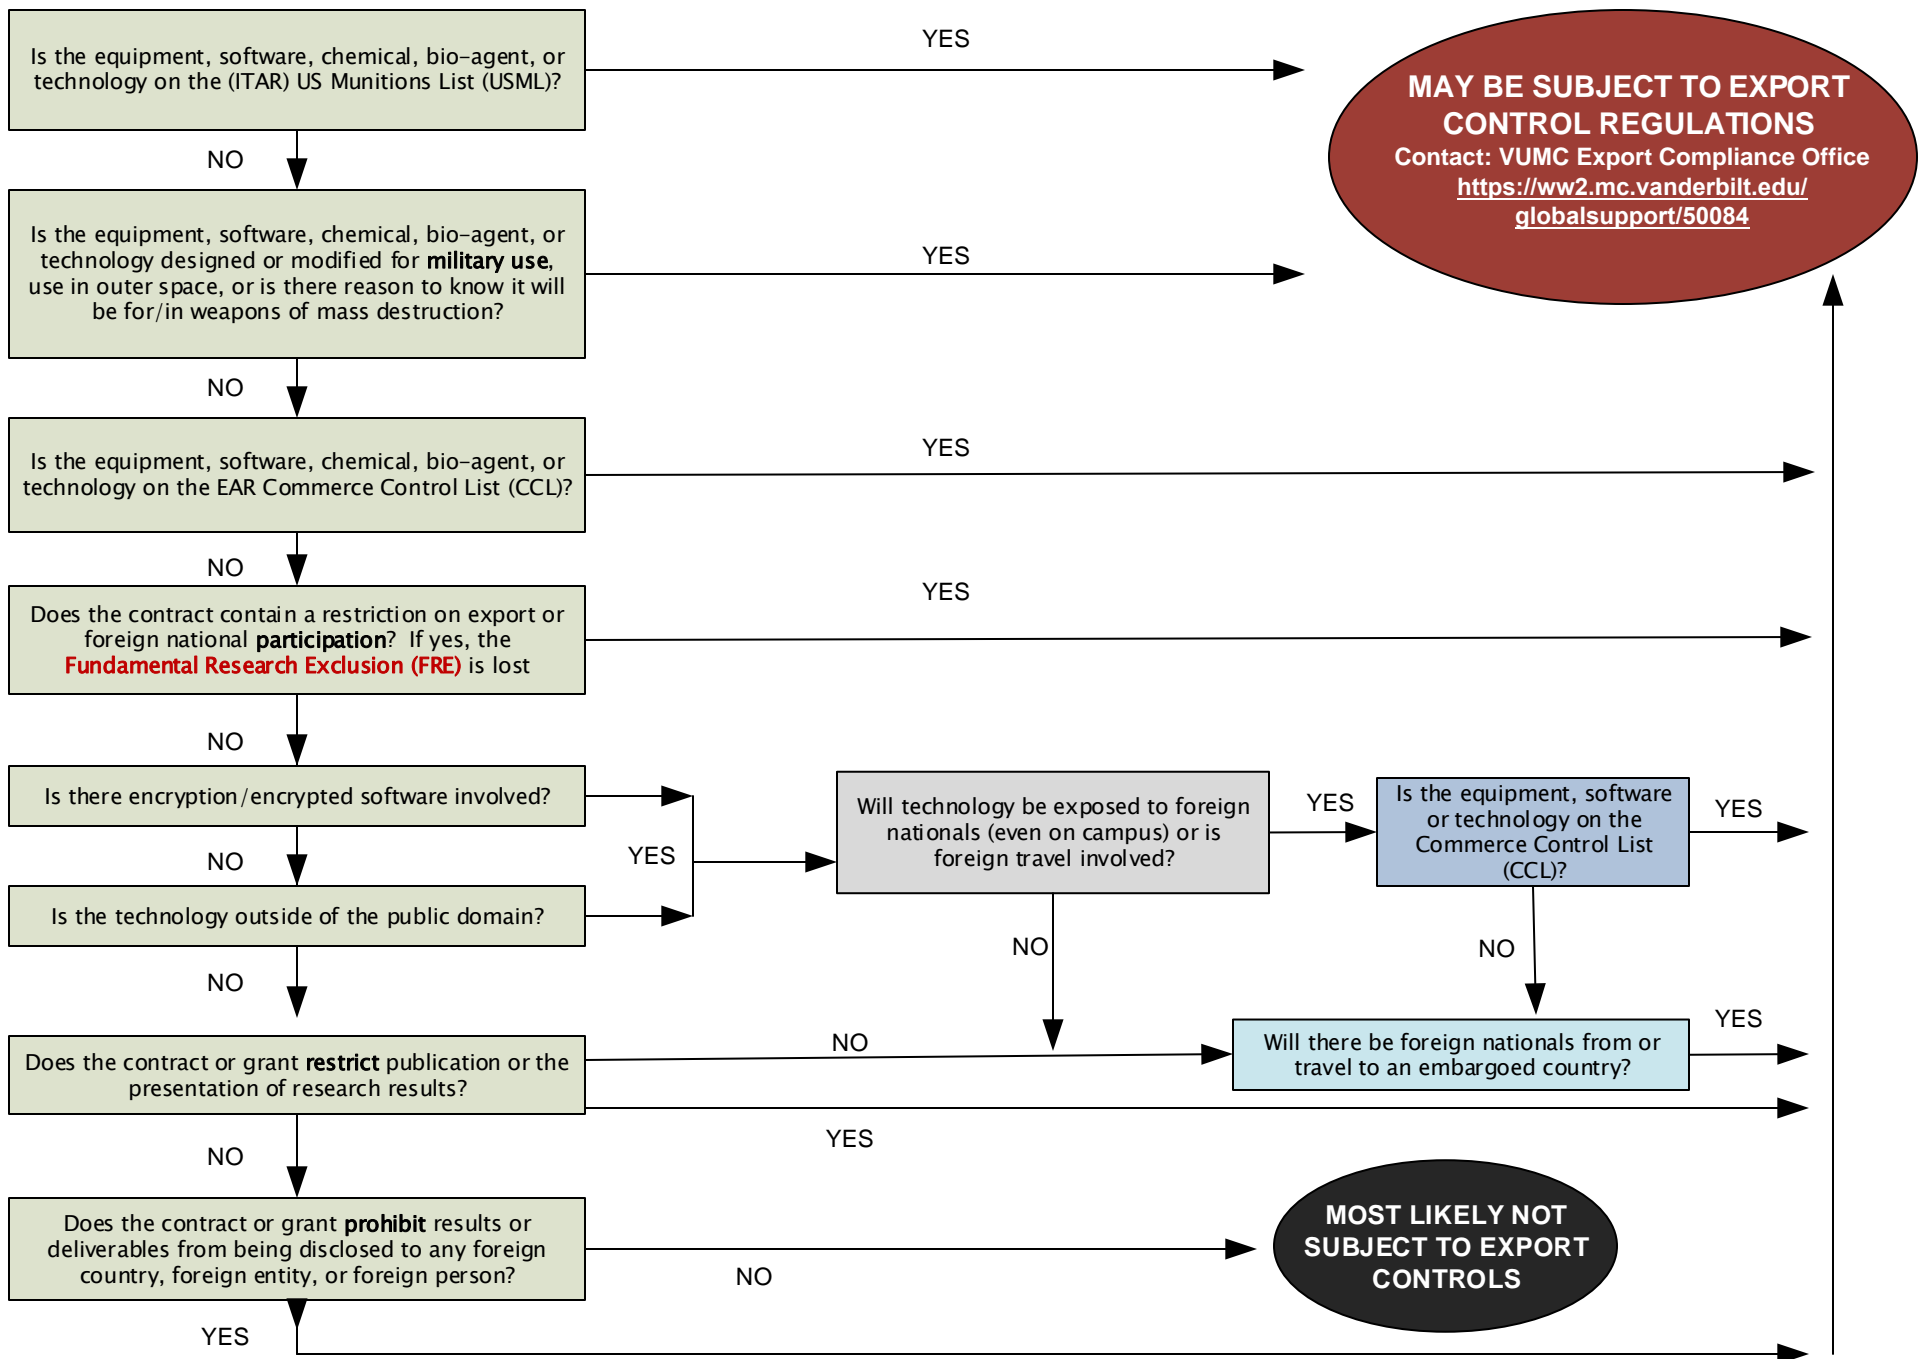 Is the equipment, software, chemical, bio-agent, or
technology on the (ITAR) US Munitions List (USML)?
YES
MAY BE SUBJECT TO EXPORT
CONTROL REGULATIONS
Contact: VUMC Export Compliance Office
https://ww2.mc.vanderbilt.edu/
globalsupport/50084
NO
Is the equipment, software, chemical, bio-agent, or
technology designed or modified for military use,
use in outer space, or is there reason to know it will
be for/in weapons of mass destruction?
YES
NO
Is the equipment, software, chemical, bio-agent, or
technology on the EAR Commerce Control List (CCL)?
YES
NO
Does the contract contain a restriction on export or
foreign national participation? If yes, the
Fundamental Research Exclusion (FRE) is lost
YES
NO
Is there encryption/encrypted software involved?
NO
Is the technology outside of the public domain?
YES
Will technology be exposed to foreign
nationals (even on campus) or is
foreign travel involved?
YES
Is the equipment, software
or technology on the
Commerce Control List
(CCL)?
YES
NO
NO
NO
Does the contract or grant restrict publication or the
presentation of research results?
NO
Will there be foreign nationals from or
travel to an embargoed country?
YES
YES
NO
Does the contract or grant prohibit results or
deliverables from being disclosed to any foreign
country, foreign entity, or foreign person?
NO
MOST LIKELY NOT
SUBJECT TO EXPORT
CONTROLS
YES